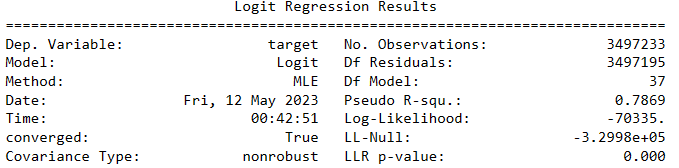 Logit Regression Results
==============================================================================
Dep. Variable: target No. Observations: 3497233
Model: Logit Df Residuals: 3497195
Method: MLE Df Model: 37
Date: Fri, 12 May 2023 Pseudo R-squ.: 0.7869
Time: 00:42:51 Log-Likelihood: -70335.
converged: True LL-Null: -3.2998e+05
Covariance Type: nonrobust LLR p-value: 0.000